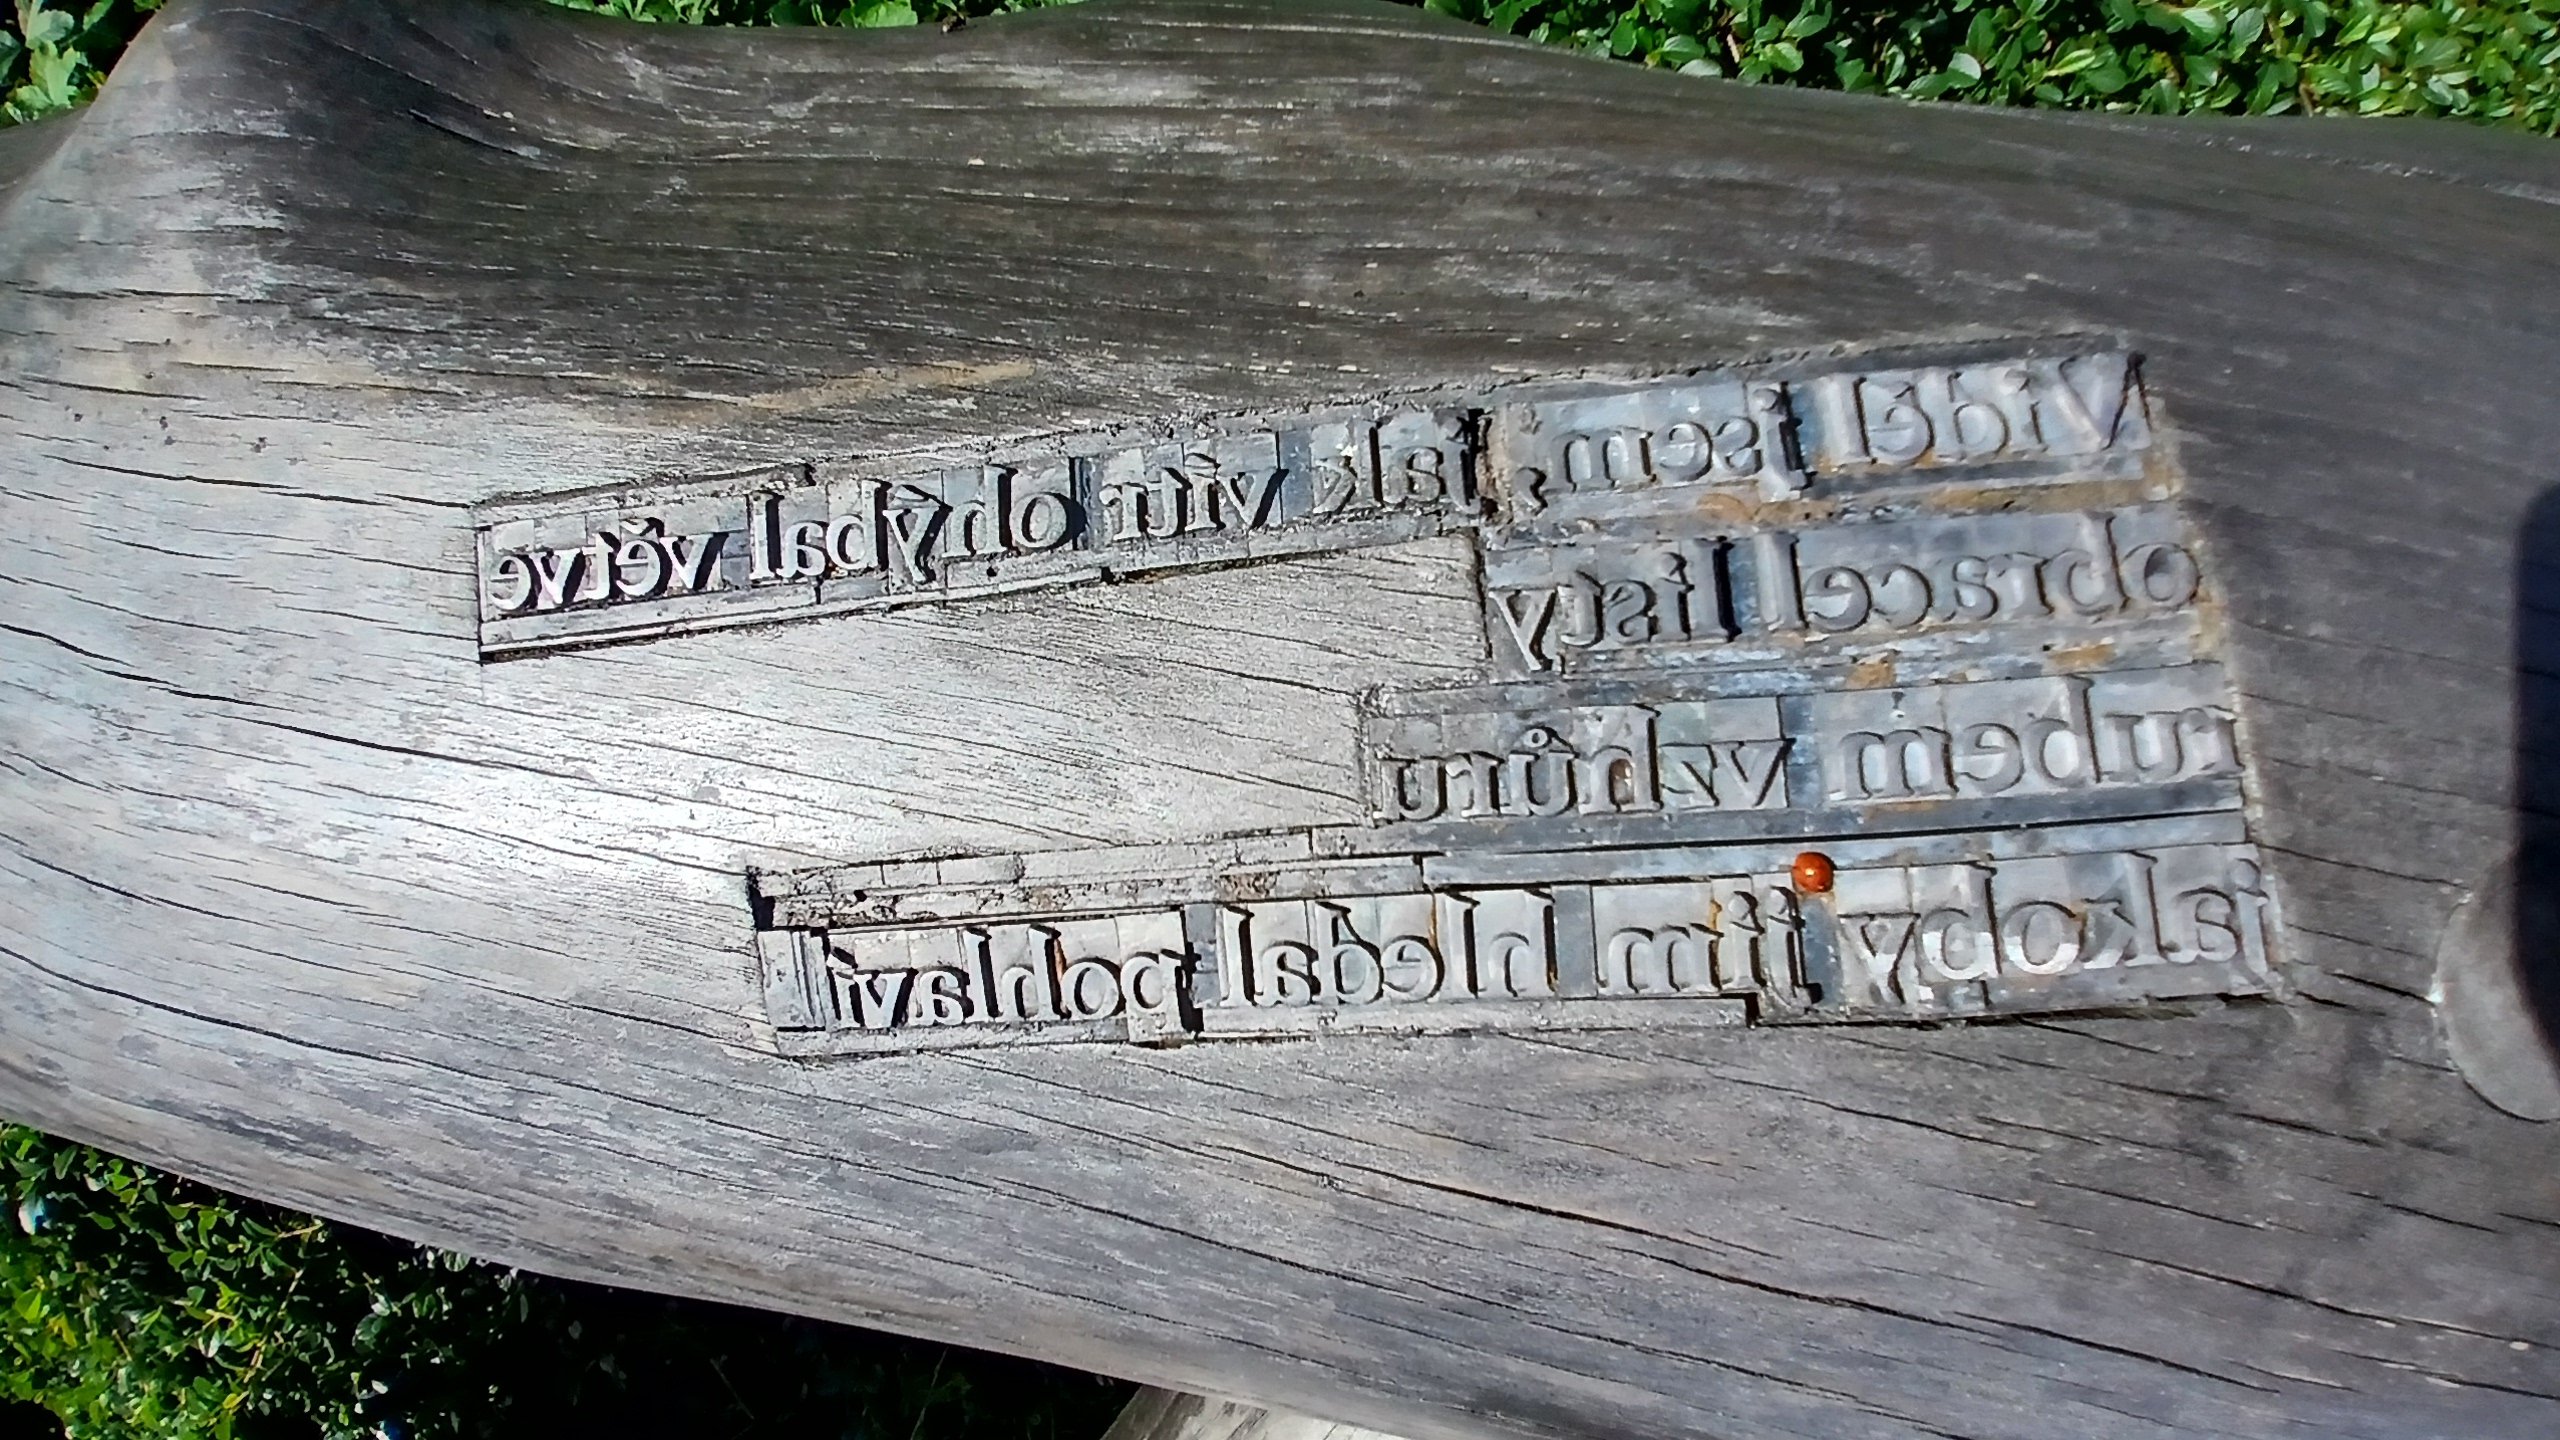 Viděl jsem, jak vítr ohýbal větve
obracel listy
rubem vzhůru
jakoby jim hledal pohlaví